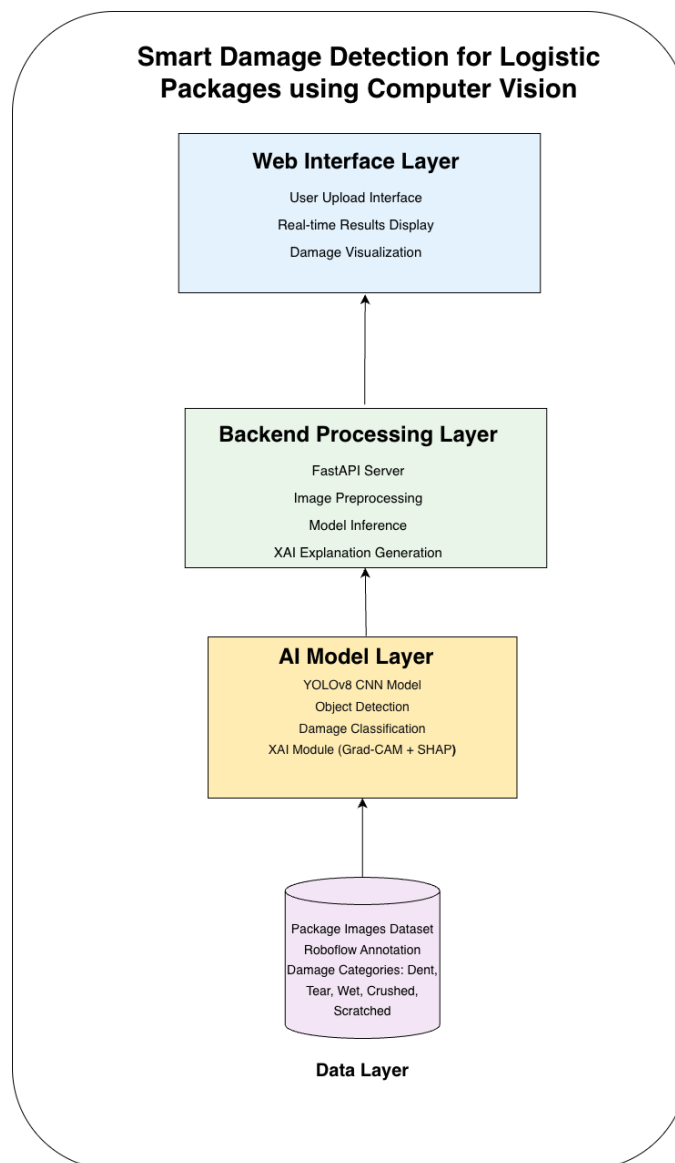 Smart Damage Detection for Logistic
Packages using Computer Vision
Web Interface Layer
User Upload Interface
Real-time Results Display
Damage Visualization
Backend Processing Layer
FastAPI Server
Image Preprocessing
Model Inference
XAI Explanation Generation
AI Model Layer
YOLOv8 CNN Model
Object Detection
Damage Classification
XAI Module (Grad-CAM + SHAP)
Package Images Dataset
Roboflow Annotation
Damage Categories: Dent,
Tear, Wet, Crushed,
Scratched
Data Layer